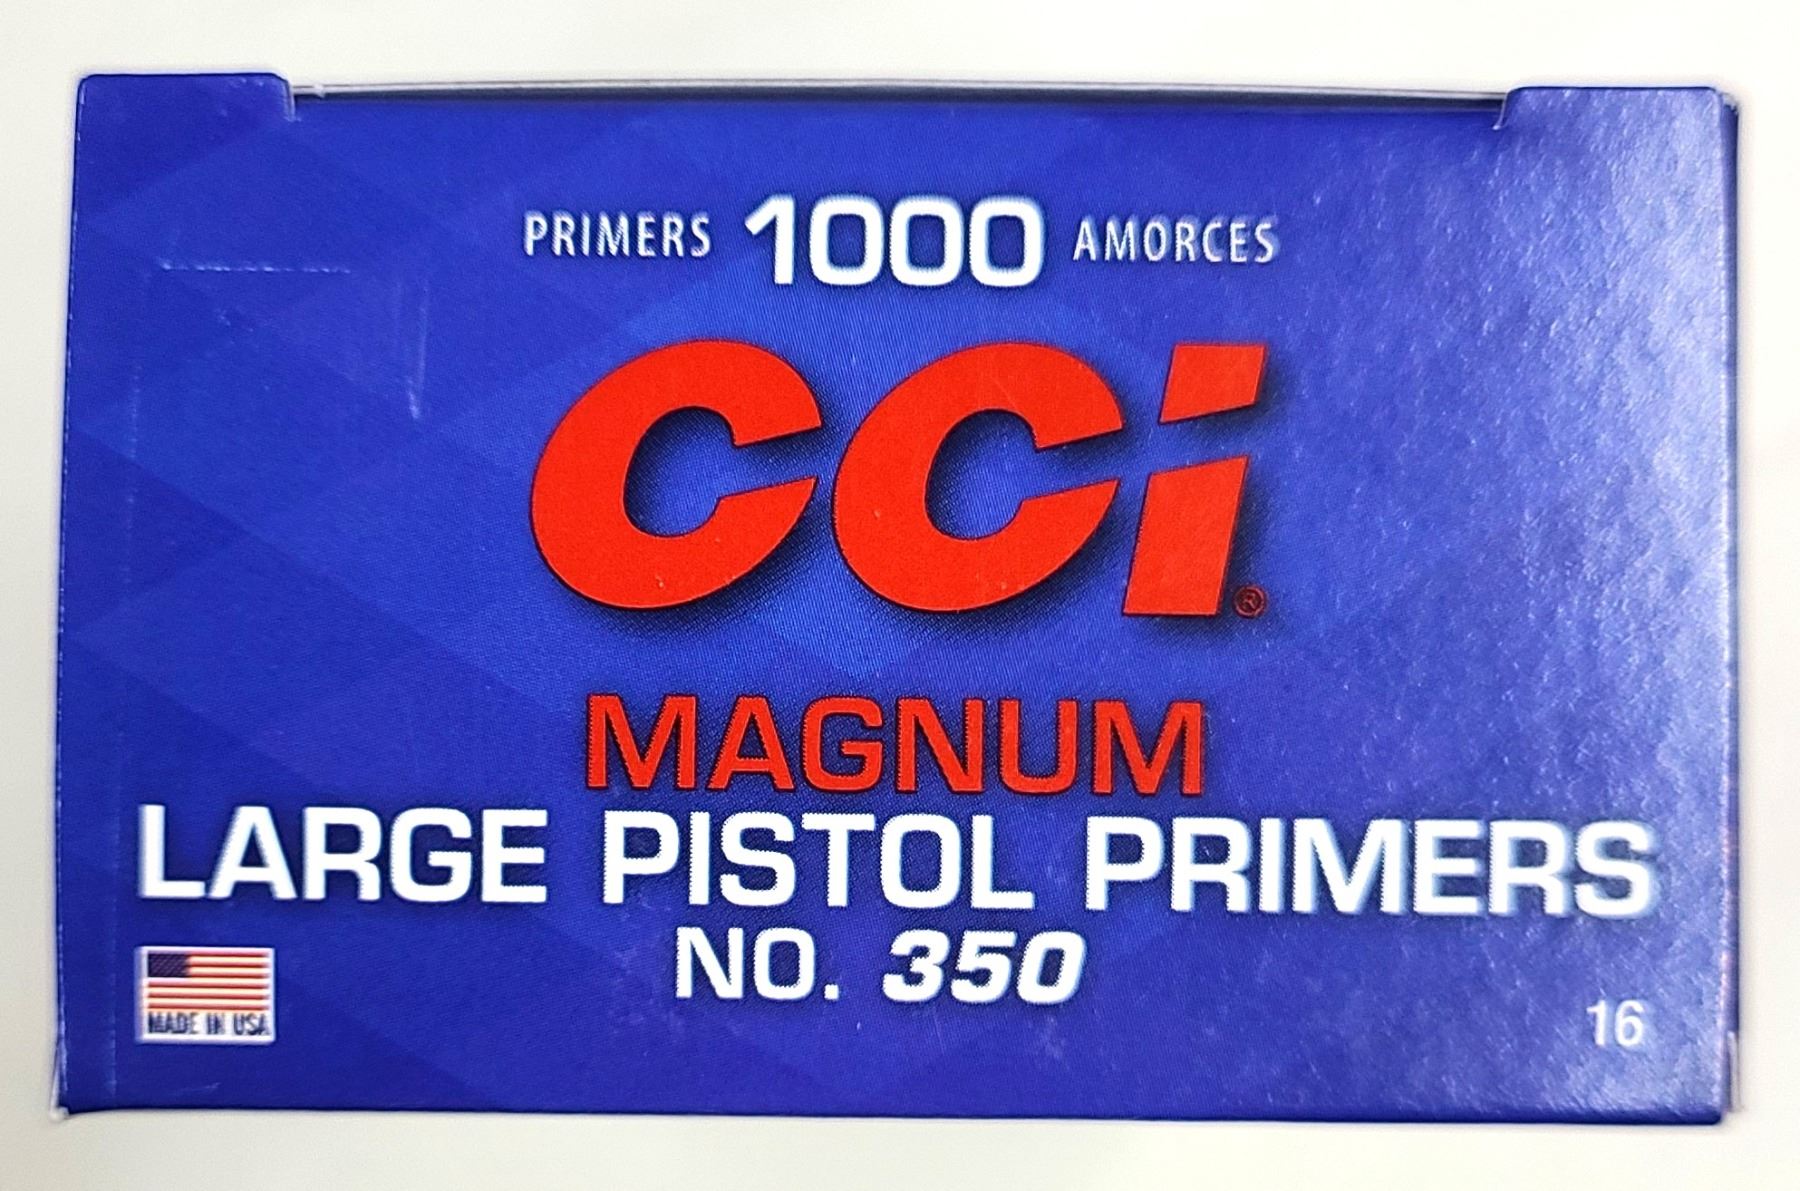 PRIMERS 1000 AMORCES
CCI®
MAGNUM
LARGE PISTOL PRIMERS
NO. 350
MADE IN USA
16